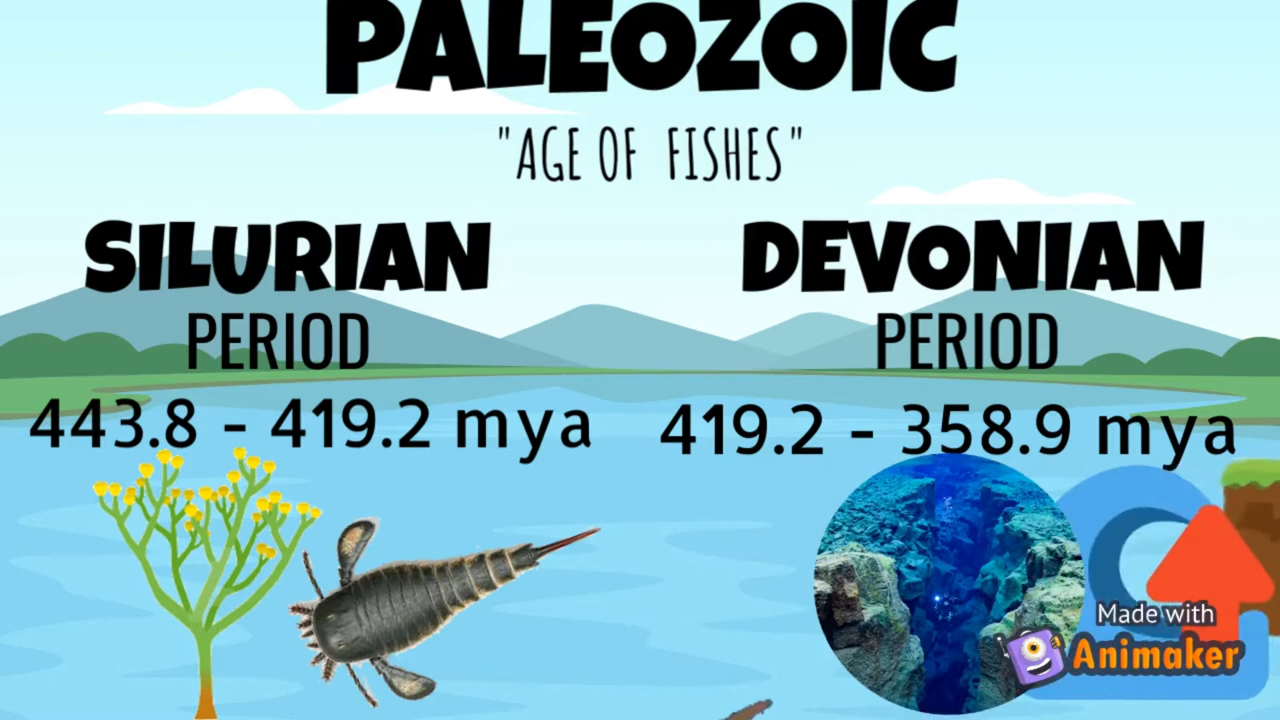 PALEOZOIC
"AGE OF FISHES"
SILURIAN
PERIOD
443.8 - 419.2 mya
DEVONIAN
PERIOD
419.2 - 358.9 mya
Made with
Animaker